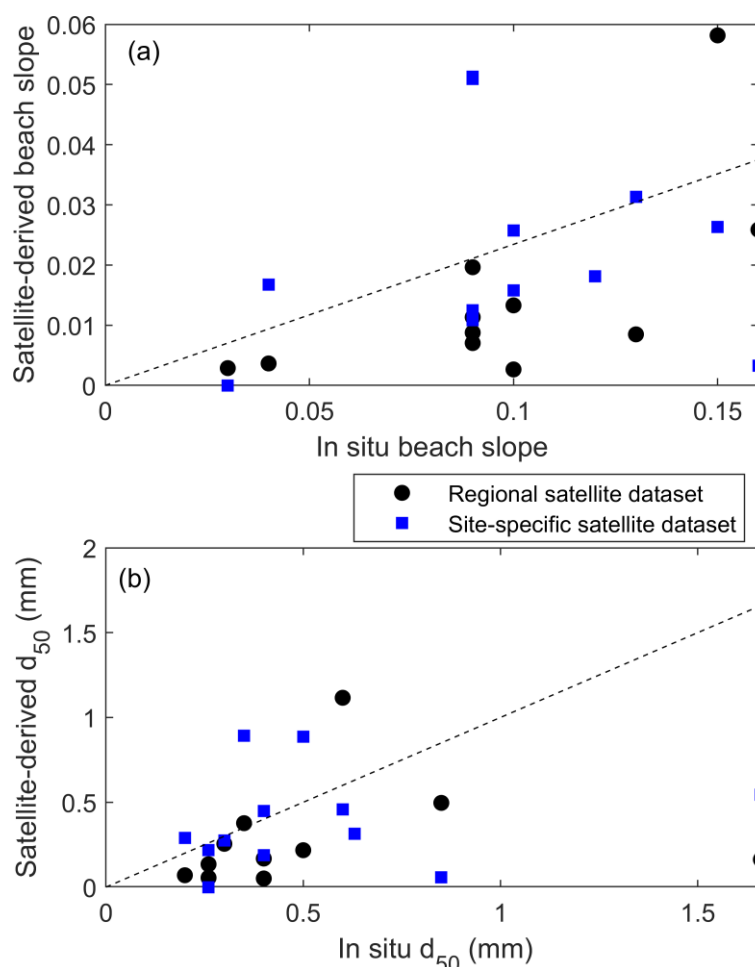 (a)
Satellite-derived beach slope
0.06
0.05
0.04
0.03
0.02
0.01
0
0 0.05 0.1 0.15
In situ beach slope
Regional satellite dataset
Site-specific satellite dataset
(b)
Satellite-derived d50 (mm)
2
1.5
1
0.5
0
0 0.5 1 1.5
In situ d50 (mm)